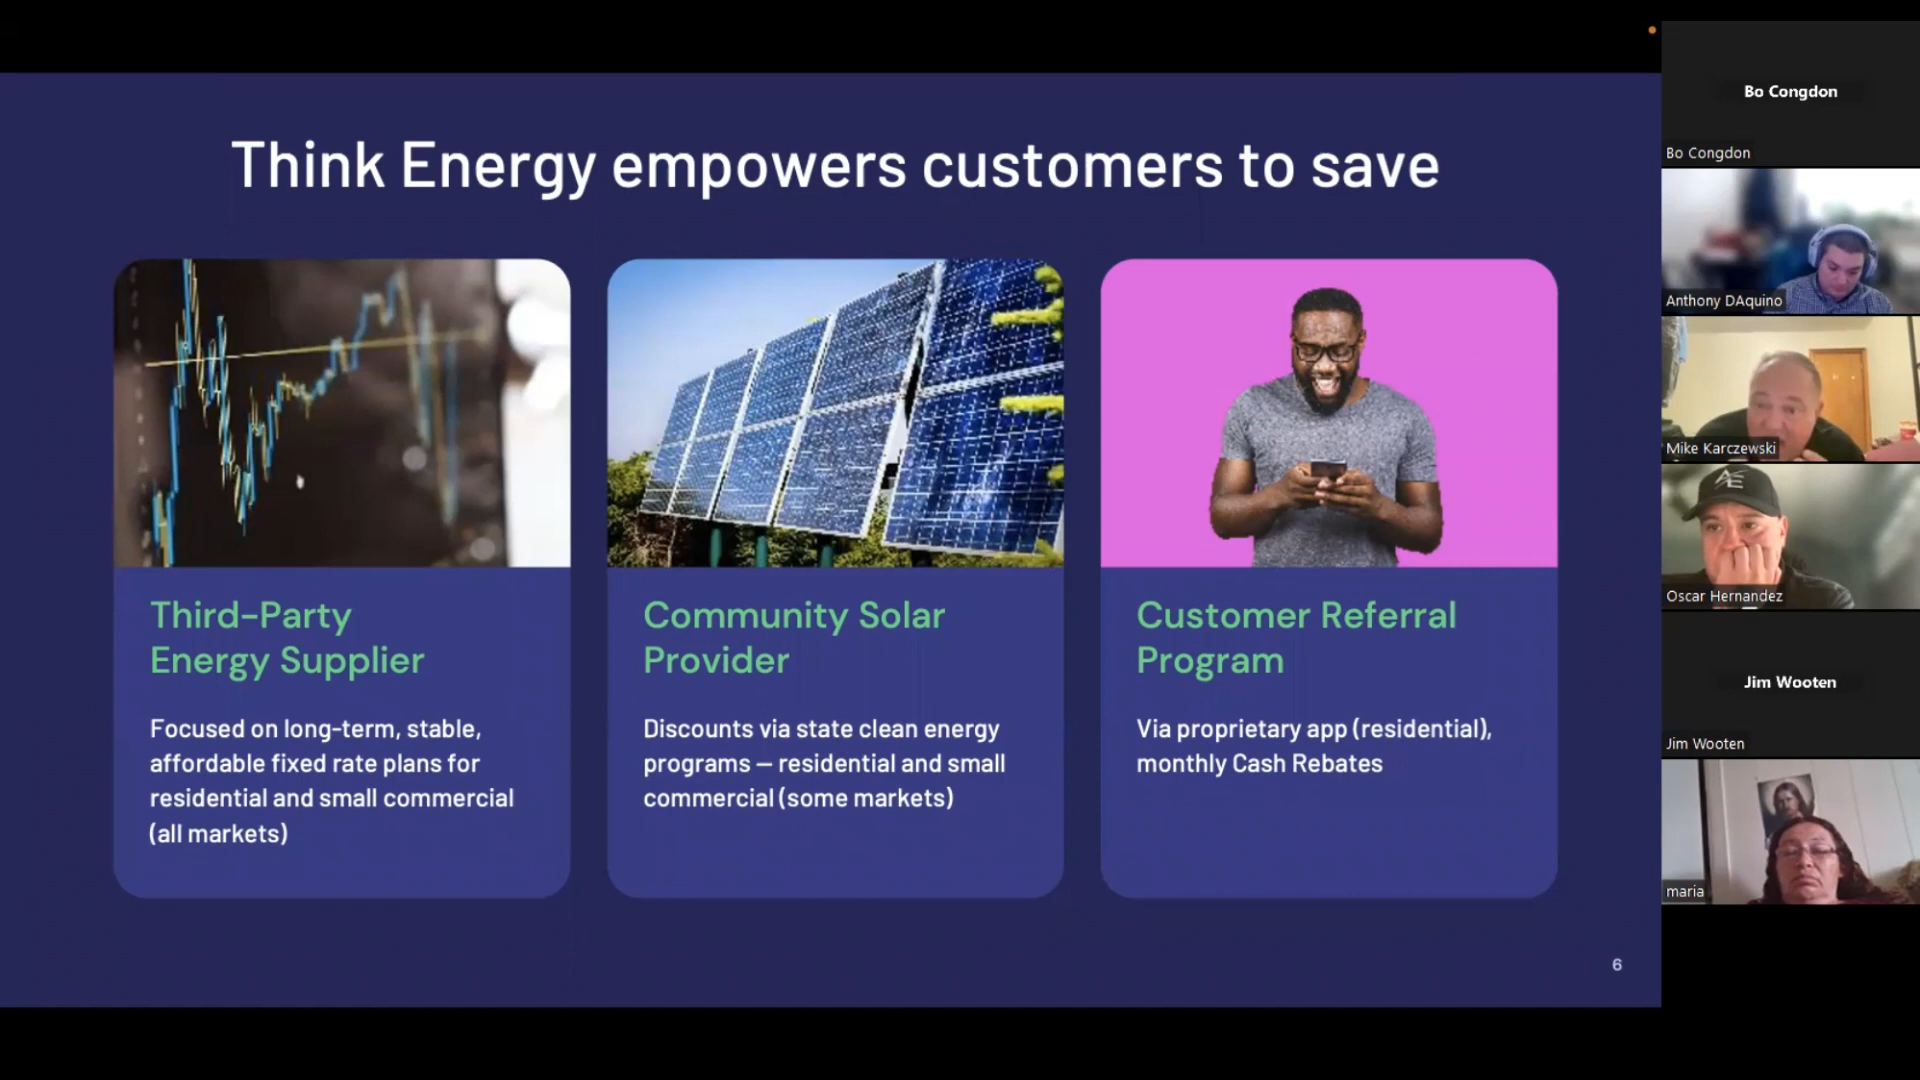 Think Energy empowers customers to save
Third-Party
Energy Supplier
Focused on long-term, stable,
affordable fixed rate plans for
residential and small commercial
(all markets)
Community Solar
Provider
Discounts via state clean energy
programs – residential and small
commercial (some markets)
Customer Referral
Program
Via proprietary app (residential),
monthly Cash Rebates
6
Bo Congdon
Bo Congdon
Anthony DAquino
Mike Karczewski
Æ
Oscar Hernandez
Jim Wooten
Jim Wooten
maria